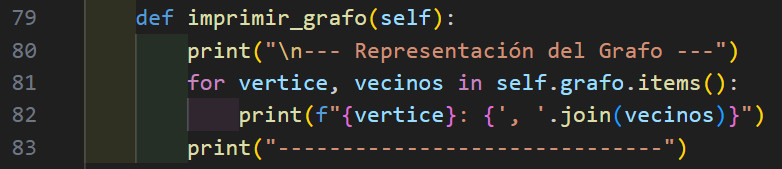 79 def imprimir_grafo(self):
80 print("\n--- Representación del Grafo ---")
81 for vertice, vecinos in self.grafo.items():
82 print(f"{vertice}: {', '.join(vecinos)}")
83 print("------------------------------")